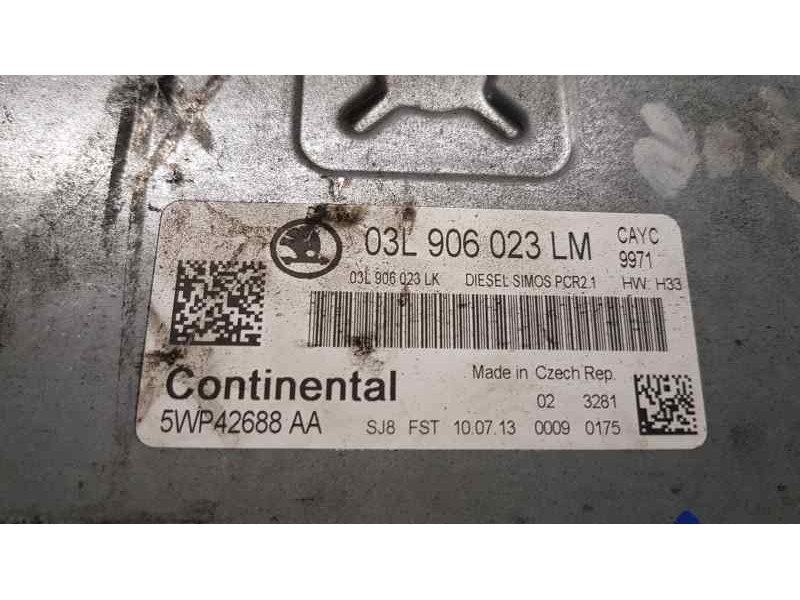 03L 906 023 LM CAYC
9971
03L 906 023 LK DIESEL SIMOS PCR2.1 HW: H33
Continental
Made in Czech Rep.
02 3281
5WP42688 AA SJ8 FST 10.07.13 0009 0175